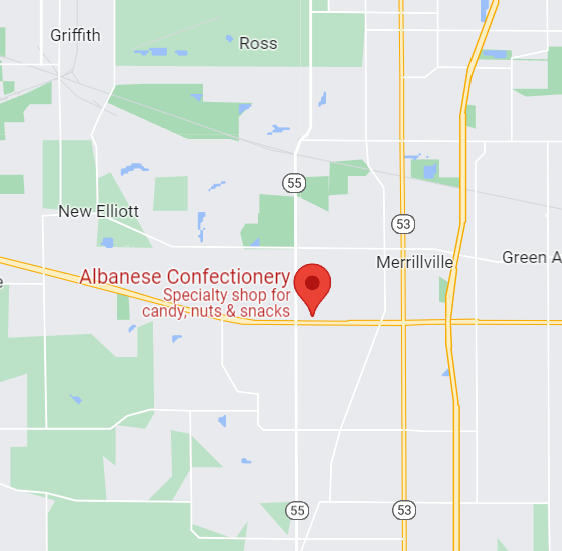 Griffith
Ross
55
New Elliott
53
Merrillville
Green A
e
Albanese Confectionery
Specialty shop for
candy, nuts & snacks
55
53